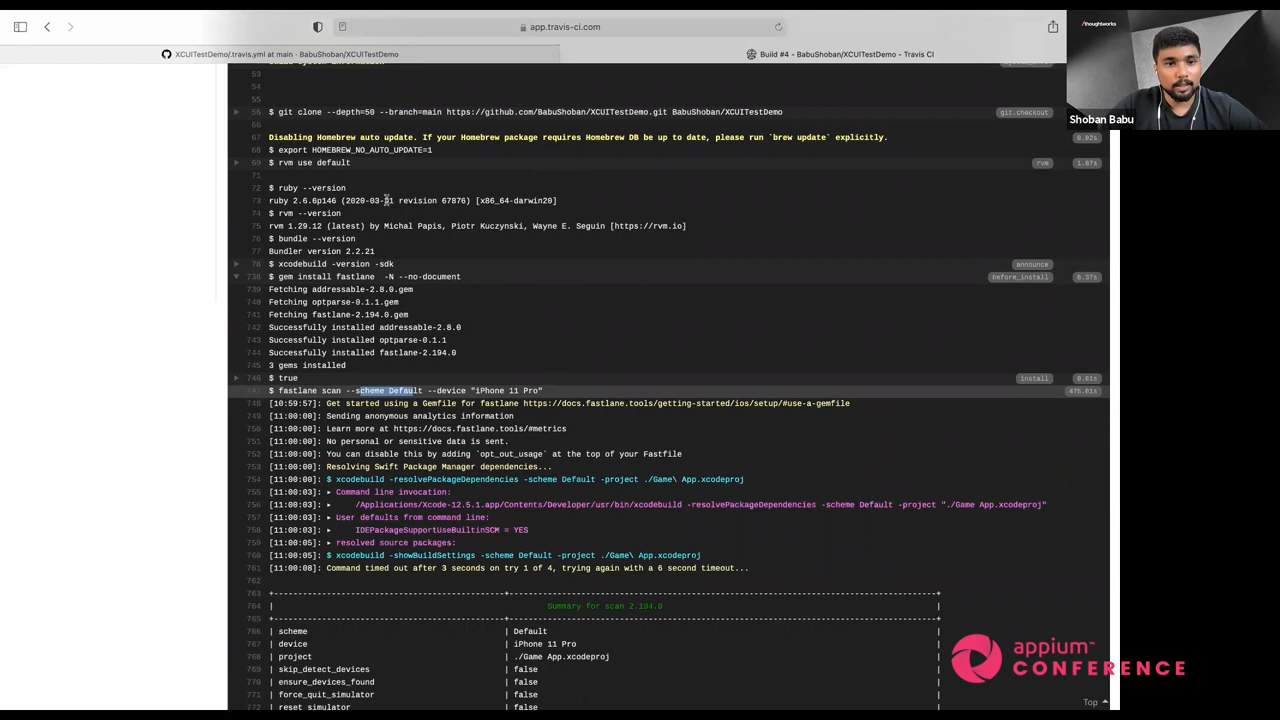 app.travis-ci.com
XCUITestDemo/.travis.yml at main · BabuShoban/XCUITestDemo
Build #4 - BabuShoban/XCUITestDemo - Travis CI
/thoughtworks
Shoban Babu
53
54
55
56 $ git clone --depth=50 --branch=main https://github.com/BabuShoban/XCUITestDemo.git BabuShoban/XCUITestDemo git.checkout
66
67 Disabling Homebrew auto update. If your Homebrew package requires Homebrew DB be up to date, please run `brew update` explicitly. 0.02s
68 $ export HOMEBREW_NO_AUTO_UPDATE=1
69 $ rvm use default rvm 1.07s
71
72 $ ruby --version
73 ruby 2.6.6p146 (2020-03-31 revision 67876) [x86_64-darwin20]
74 $ rvm --version
75 rvm 1.29.12 (latest) by Michal Papis, Piotr Kuczynski, Wayne E. Seguin [https://rvm.io]
76 $ bundle --version
77 Bundler version 2.2.21
78 $ xcodebuild -version -sdk announce
736 $ gem install fastlane -N --no-document before_install 8.37s
739 Fetching addressable-2.8.0.gem
740 Fetching optparse-0.1.1.gem
741 Fetching fastlane-2.194.0.gem
742 Successfully installed addressable-2.8.0
743 Successfully installed optparse-0.1.1
744 Successfully installed fastlane-2.194.0
745 3 gems installed
746 $ true install 0.01s
747 $ fastlane scan --scheme Default --device "iPhone 11 Pro" 476.01s
748 [10:59:57]: Get started using a Gemfile for fastlane https://docs.fastlane.tools/getting-started/ios/setup/#use-a-gemfile
749 [11:00:00]: Sending anonymous analytics information
750 [11:00:00]: Learn more at https://docs.fastlane.tools/#metrics
751 [11:00:00]: No personal or sensitive data is sent.
752 [11:00:00]: You can disable this by adding `opt_out_usage` at the top of your Fastfile
753 [11:00:00]: Resolving Swift Package Manager dependencies...
754 [11:00:00]: $ xcodebuild -resolvePackageDependencies -scheme Default -project ./Game\ App.xcodeproj
755 [11:00:03]: ▸ Command line invocation:
756 [11:00:03]: ▸ /Applications/Xcode-12.5.1.app/Contents/Developer/usr/bin/xcodebuild -resolvePackageDependencies -scheme Default -project "./Game App.xcodeproj"
757 [11:00:03]: ▸ User defaults from command line:
758 [11:00:03]: ▸ IDEPackageSupportUseBuiltinSCM = YES
759 [11:00:05]: ▸ resolved source packages:
760 [11:00:05]: $ xcodebuild -showBuildSettings -scheme Default -project ./Game\ App.xcodeproj
761 [11:00:08]: Command timed out after 3 seconds on try 1 of 4, trying again with a 6 second timeout...
762
763 +------------------------------------------+------------------------------------------+
764 | Summary for scan 2.194.0 |
765 +------------------------------------------+------------------------------------------+
766 | scheme | Default |
767 | device | iPhone 11 Pro |
768 | project | ./Game App.xcodeproj |
769 | skip_detect_devices | false |
770 | ensure_devices_found | false |
771 | force_quit_simulator | false |
772 | reset_simulator | false |
appium™
CONFERENCE
Top